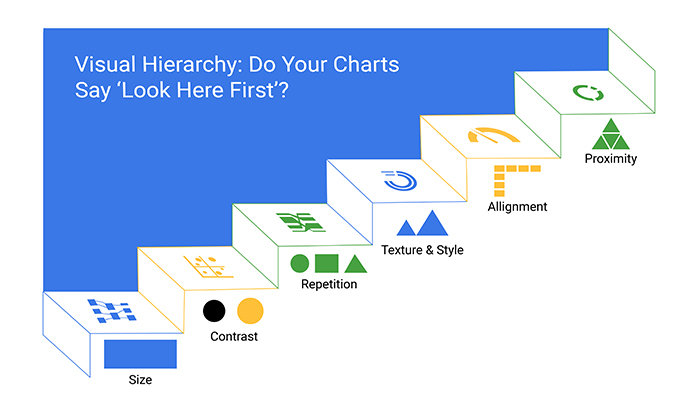 Visual Hierarchy: Do Your Charts
Say ‘Look Here First’?
Proximity
Allignment
Texture & Style
Repetition
Contrast
Size